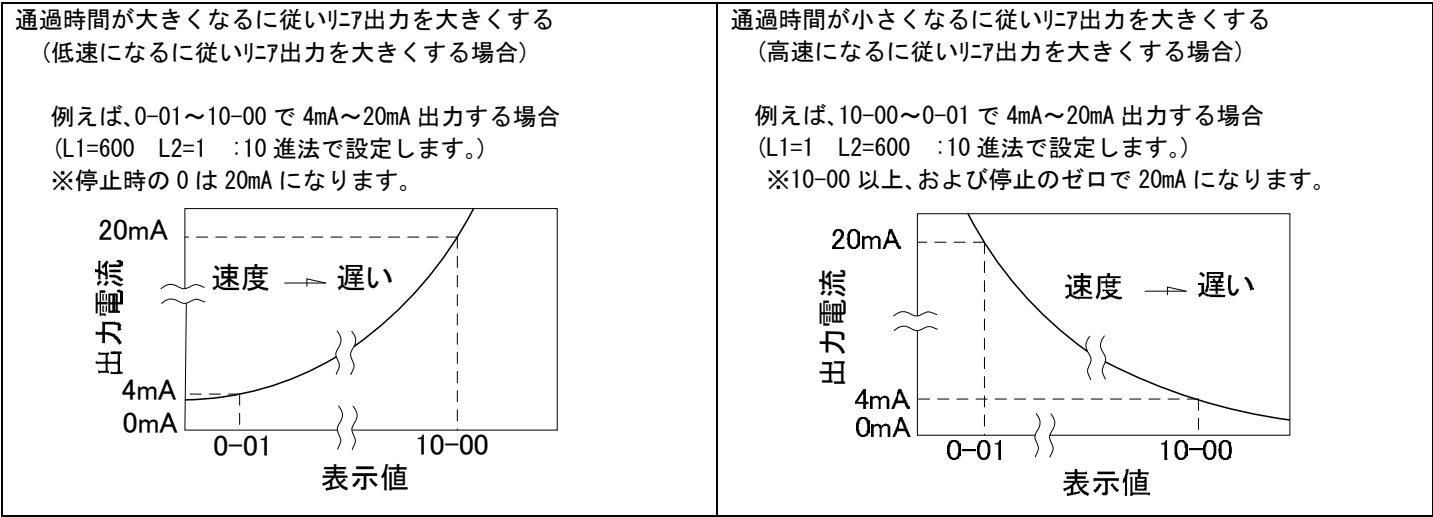 通過時間が大きくなるに従いﾘﾆｱ出力を大きくする
(低速になるに従いﾘﾆｱ出力を大きくする場合)
例えば、0-01～10-00 で 4mA～20mA 出力する場合
(L1=600 L2=1 :10 進法で設定します。)
※停止時の 0 は 20mA になります。
20mA
速度 → 遅い
出力電流
4mA
0mA
0-01 10-00
表示値
通過時間が小さくなるに従いﾘﾆｱ出力を大きくする
(高速になるに従いﾘﾆｱ出力を大きくする場合)
例えば、10-00～0-01 で 4mA～20mA 出力する場合
(L1=1 L2=600 :10 進法で設定します。)
※10-00 以上、および停止のゼロで 20mA になります。
20mA
速度 → 遅い
出力電流
4mA
0mA
0-01 10-00
表示値